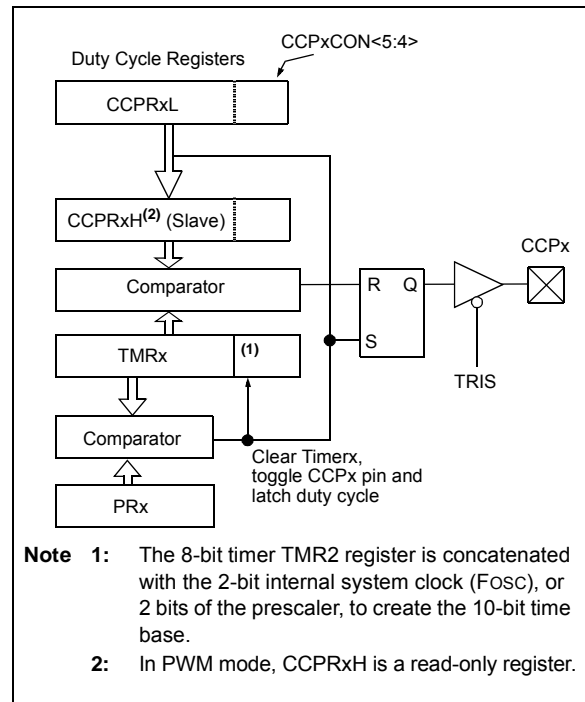 CCPxCON<5:4>
Duty Cycle Registers
CCPRxL
CCPRxH(2) (Slave)
CCPx
Comparator
R Q
S
TMRx
(1)
TRIS
Comparator
Clear Timerx,
toggle CCPx pin and
latch duty cycle
PRx
Note 1: The 8-bit timer TMR2 register is concatenated
with the 2-bit internal system clock (FOSC), or
2 bits of the prescaler, to create the 10-bit time
base.
2: In PWM mode, CCPRxH is a read-only register.